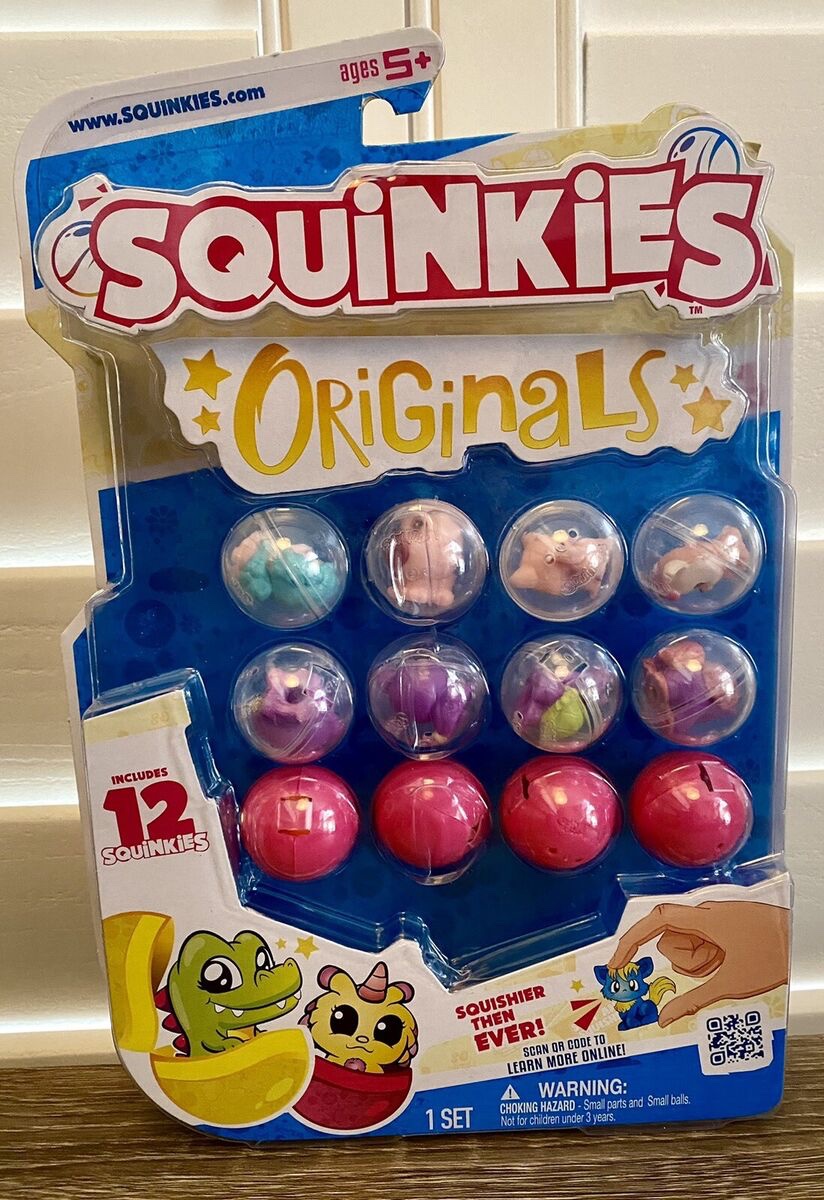 www.SQUINKIES.com
ages 5+
SQUiNKiES
TM
ORiGinaLS
INCLUDES
12
SQUiNKiES
SQUISHIER
THEN
EVER!
SCAN QR CODE TO
LEARN MORE ONLINE!
1 SET
WARNING:
CHOKING HAZARD - Small parts and Small balls.
Not for children under 3 years.